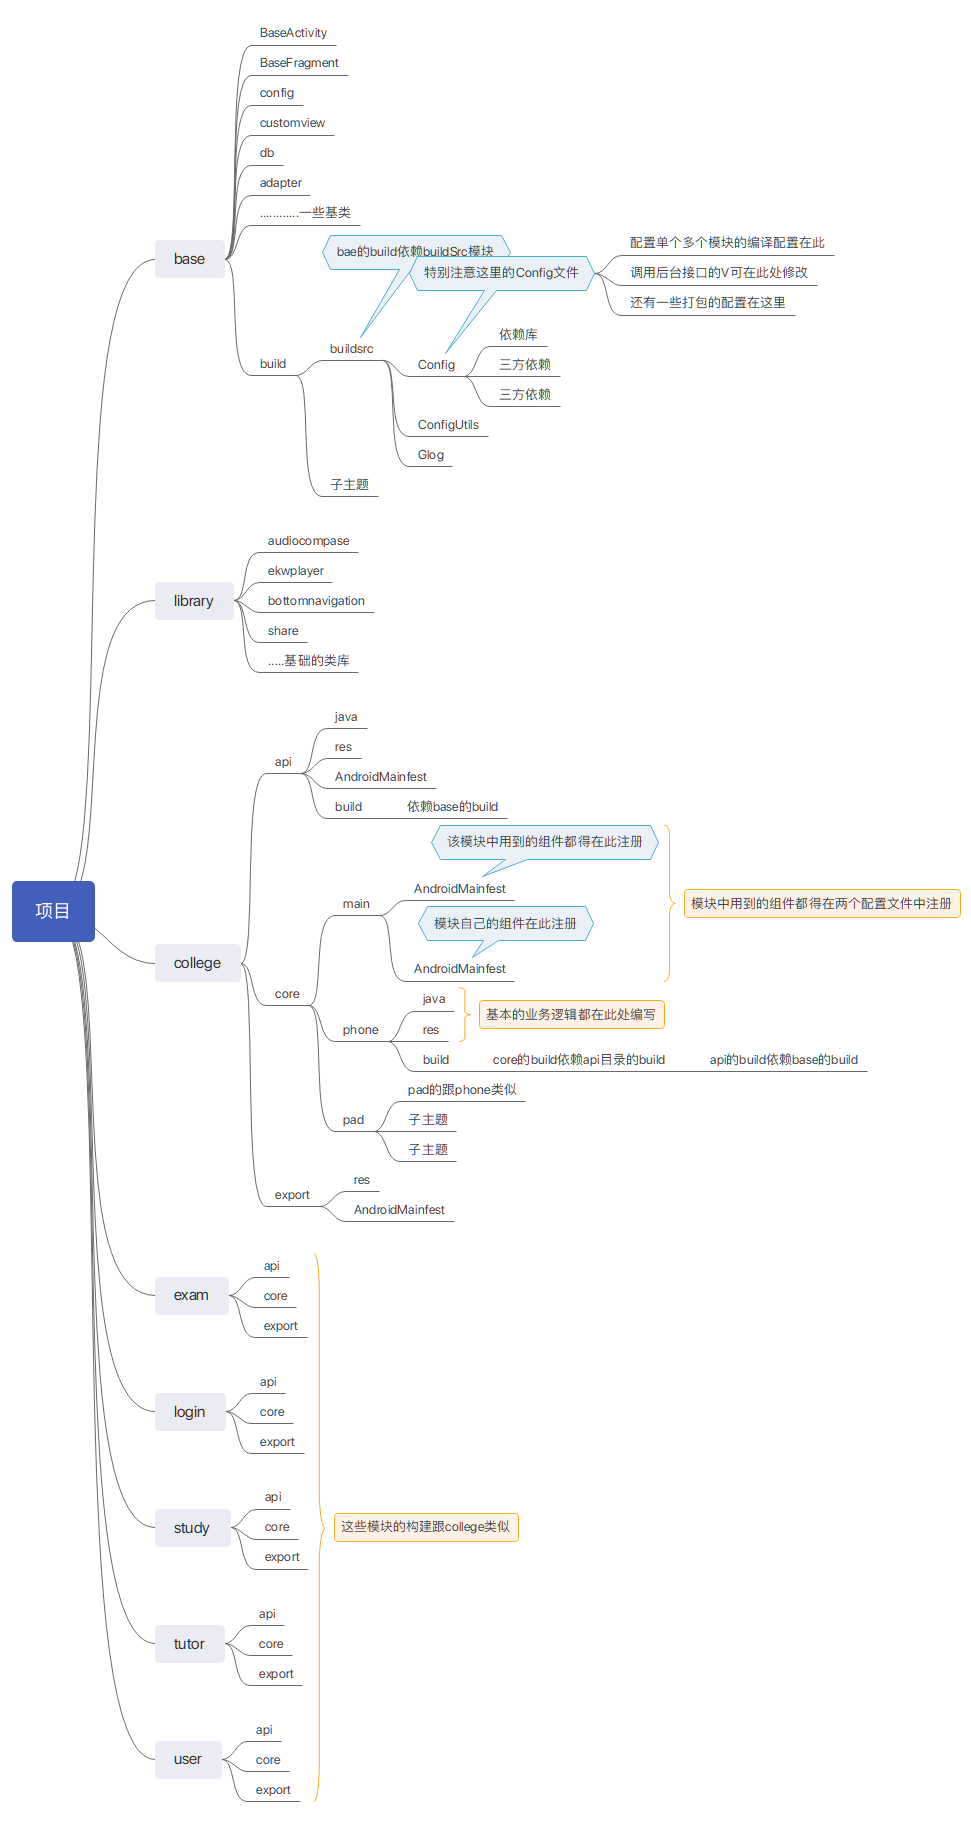 项目
base
BaseActivity
BaseFragment
config
customview
db
adapter
............一些基类
build
bae的build依赖buildSrc模块
buildsrc
特别注意这里的Config文件
配置单个多个模块的编译配置在此
调用后台接口的V可在此处修改
还有一些打包的配置在这里
Config
依赖库
三方依赖
三方依赖
ConfigUtils
Glog
子主题
library
audiocompase
ekwplayer
bottomnavigation
share
.....基础的类库
college
api
java
res
AndroidMainfest
build
依赖base的build
core
main
该模块中用到的组件都得在此注册
AndroidMainfest
模块自己的组件在此注册
AndroidMainfest
模块中用到的组件都得在两个配置文件中注册
phone
java
res
基本的业务逻辑都在此处编写
build
core的build依赖api目录的build
api的build依赖base的build
pad
pad的跟phone类似
子主题
子主题
export
res
AndroidMainfest
exam
api
core
export
login
api
core
export
study
api
core
export
tutor
api
core
export
user
api
core
export
这些模块的构建跟college类似